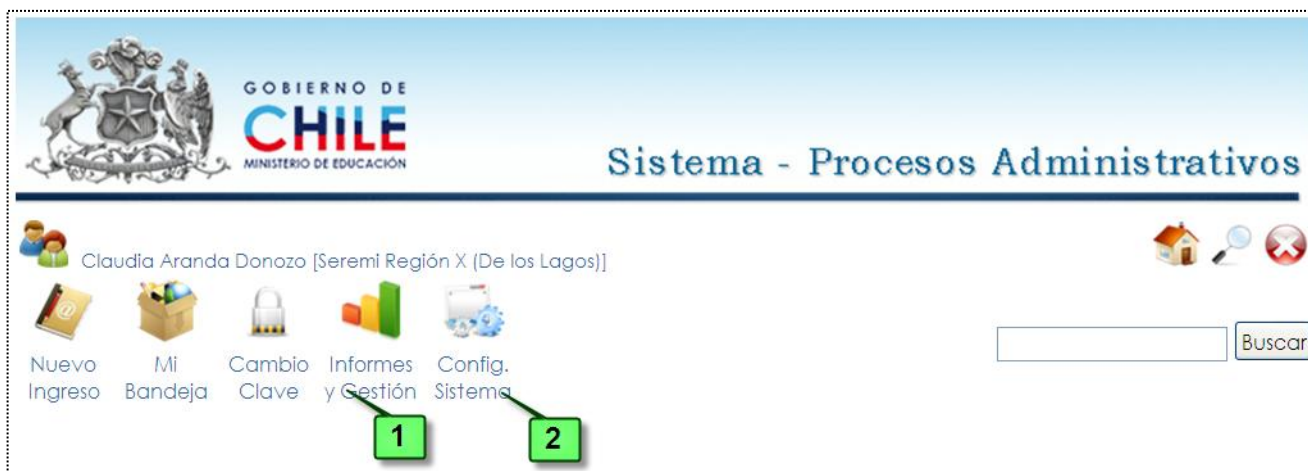 GOBIERNO DE
CHILE
MINISTERIO DE EDUCACIÓN
Sistema - Procesos Administrativos
Claudia Aranda Donozo [Seremi Región X (De los Lagos)]
Nuevo Ingreso
Mi Bandeja
Cambio Clave
Informes y Gestión
Config. Sistema
Buscar
1
2